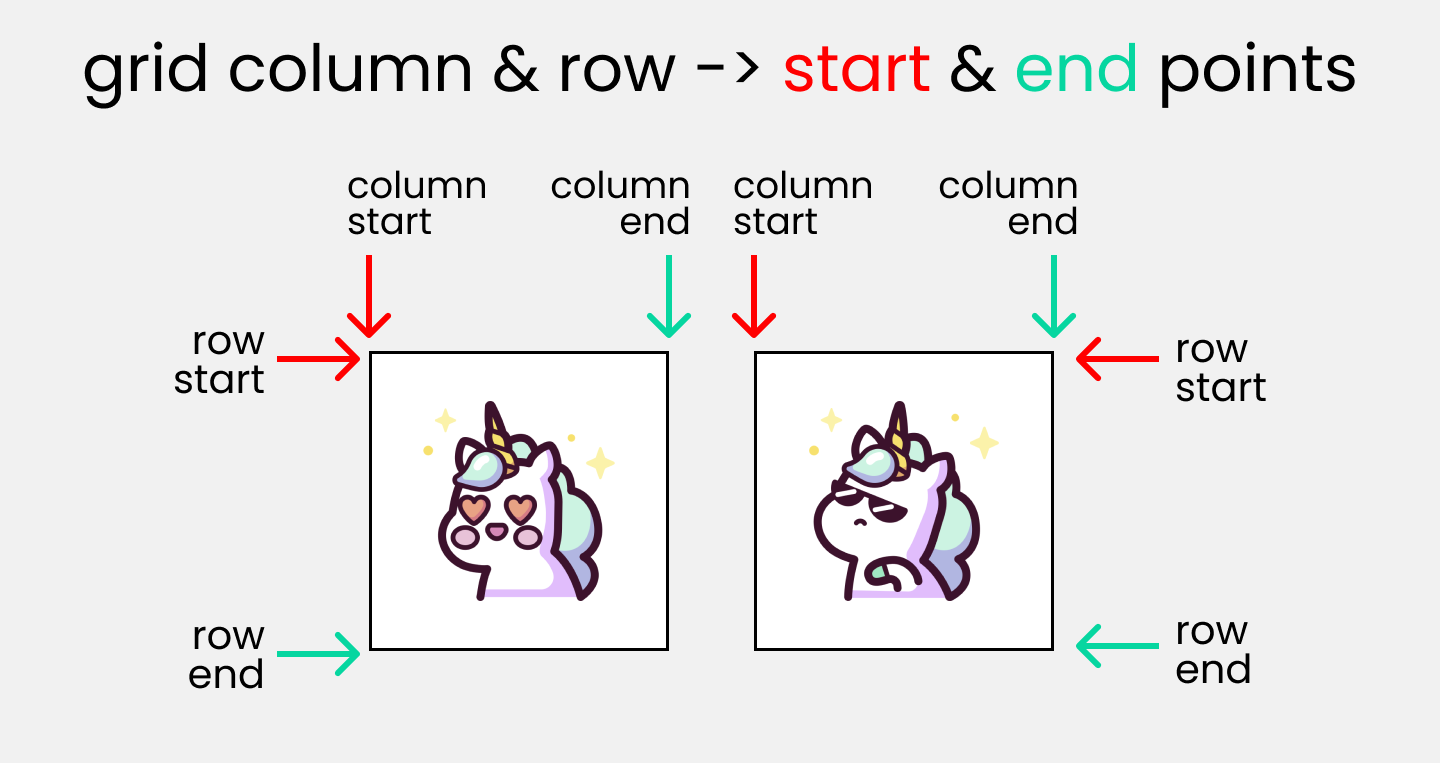 grid column & row -> start & end points
column
start
column
end
column
start
column
end
row
start
row
start
row
end
row
end